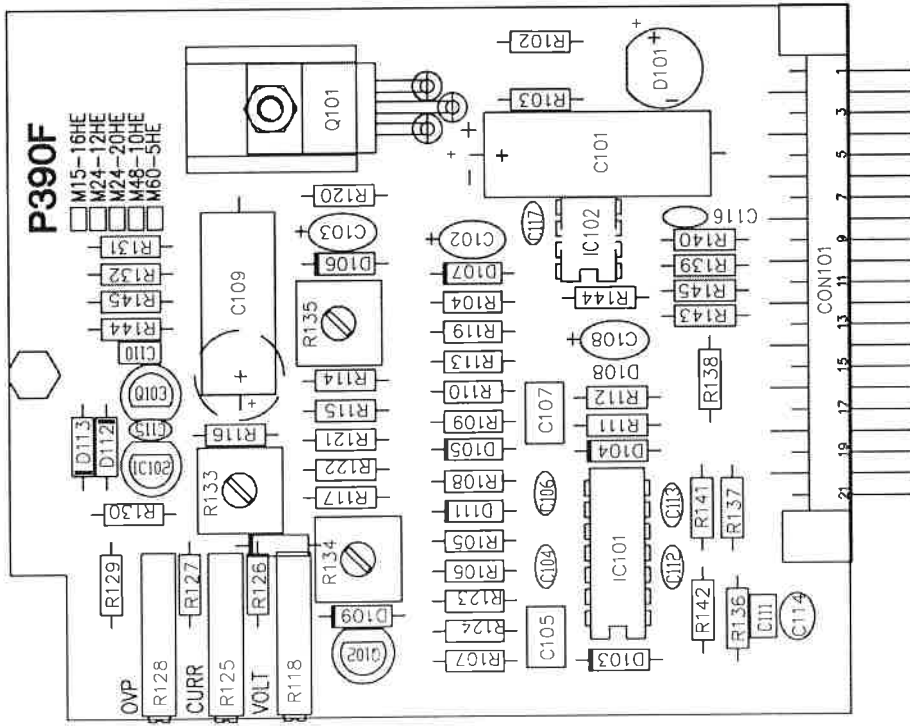 P390F
M15-16HE
M24-12HE
M24-20HE
M48-10HE
M60-5HE
R131
R132
R145
R144
C110
Q103
C115
D113
D112
R130
R129
OVP
R128
CURR
R127
R125
VOLT
R126
R118
C109
+
+
R116
R133
Q101
R120
+
C103
D106
R135
R114
R115
R121
R122
R117
R134
D109
Q102
+
C102
D107
R104
R119
R113
R110
R109
D105
R108
D111
R105
R106
R123
R124
R107
R102
R103
+
+
D101
-
+
+
+
-
C101
C117
IC102
R144
+
C108
D108
R112
R111
D104
C107
C106
C104
C105
IC101
C113
C112
D103
C116
R140
R139
R145
R143
R138
R141
R137
R142
R136
C111
C114
CON101
1
3
5
7
9
11
13
15
17
19
21